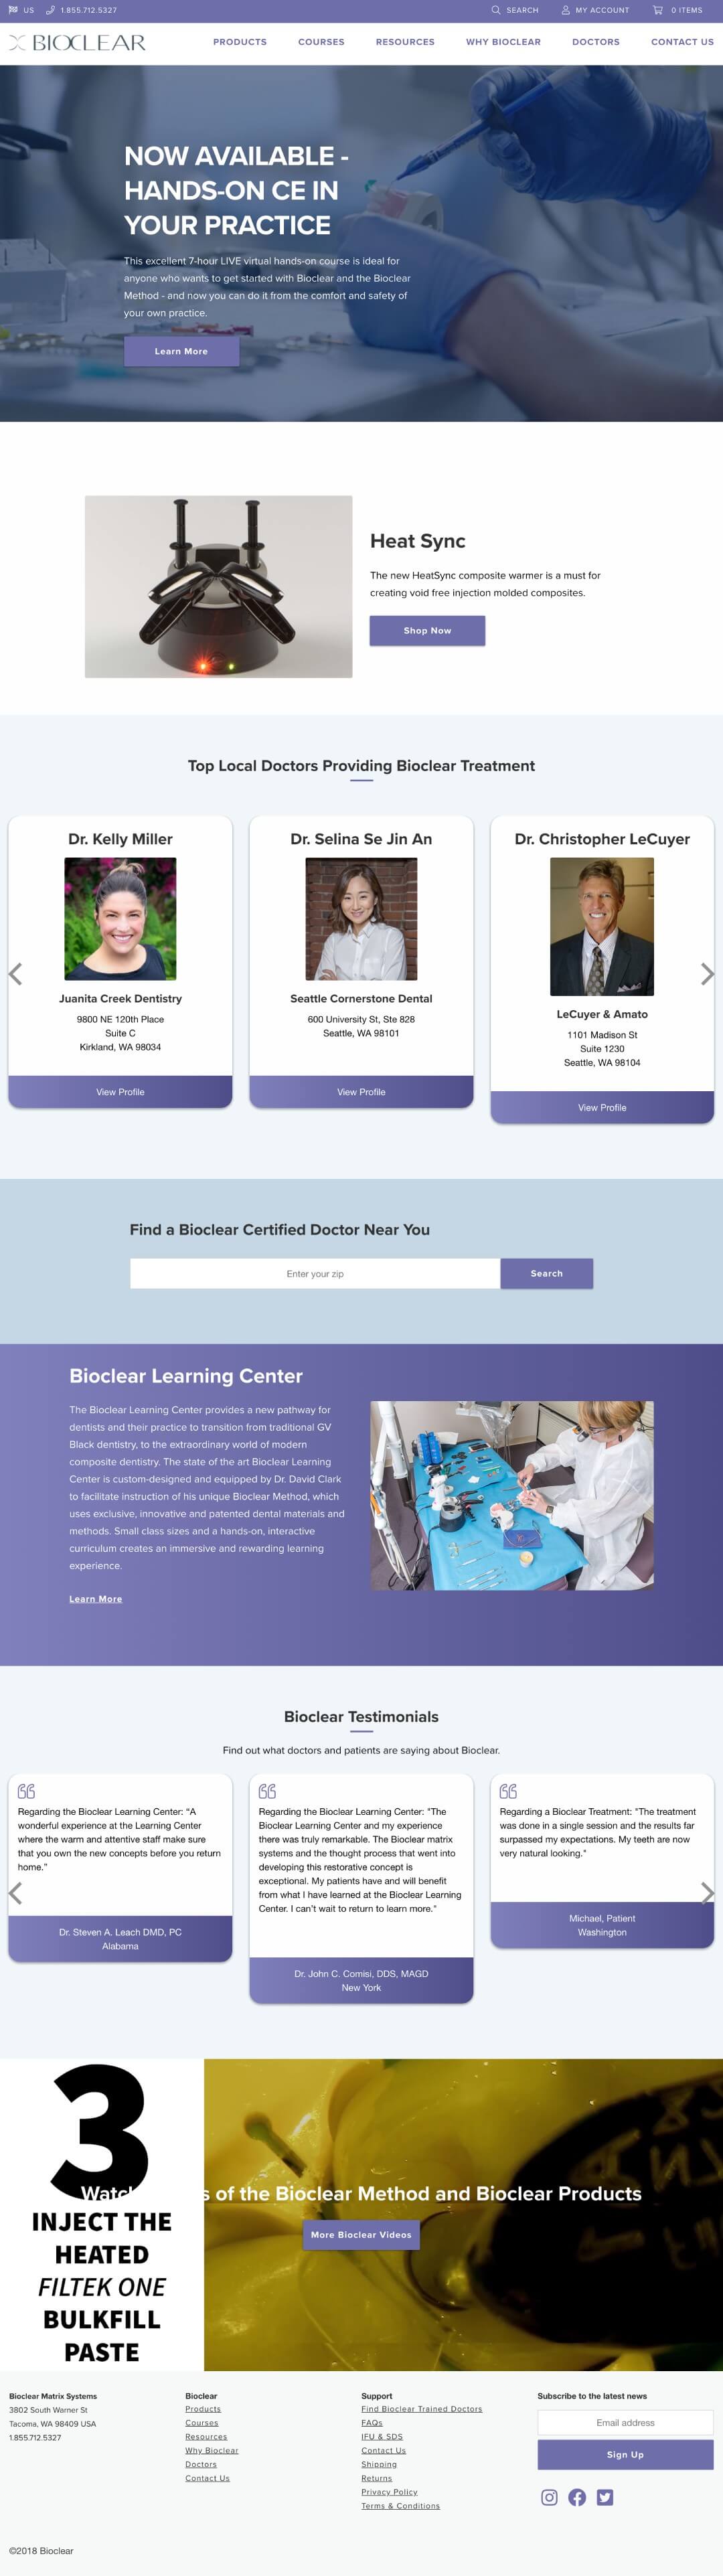 US 1.855.712.5327 SEARCH MY ACCOUNT 0 ITEMS
BIOCLEAR PRODUCTS COURSES RESOURCES WHY BIOCLEAR DOCTORS CONTACT US
NOW AVAILABLE -
HANDS-ON CE IN
YOUR PRACTICE
This excellent 7-hour LIVE virtual hands-on course is ideal for
anyone who wants to get started with Bioclear and the Bioclear
Method - and now you can do it from the comfort and safety of
your own practice.
Learn More
Heat Sync
The new HeatSync composite warmer is a must for
creating void free injection molded composites.
Shop Now
Top Local Doctors Providing Bioclear Treatment
Dr. Kelly Miller
Juanita Creek Dentistry
9800 NE 120th Place
Suite C
Kirkland, WA 98034
View Profile
Dr. Selina Se Jin An
Seattle Cornerstone Dental
600 University St, Ste 828
Seattle, WA 98101
View Profile
Dr. Christopher LeCuyer
LeCuyer & Amato
1101 Madison St
Suite 1230
Seattle, WA 98104
View Profile
Find a Bioclear Certified Doctor Near You
Enter your zip
Search
Bioclear Learning Center
The Bioclear Learning Center provides a new pathway for
dentists and their practice to transition from traditional GV
Black dentistry, to the extraordinary world of modern
composite dentistry. The state of the art Bioclear Learning
Center is custom-designed and equipped by Dr. David Clark
to facilitate instruction of his unique Bioclear Method, which
uses exclusive, innovative and patented dental materials and
methods. Small class sizes and a hands-on, interactive
curriculum creates an immersive and rewarding learning
experience.
Learn More
Bioclear Testimonials
Find out what doctors and patients are saying about Bioclear.
Regarding the Bioclear Learning Center: “A
wonderful experience at the Learning Center
where the warm and attentive staff make sure
that you own the new concepts before you return
home.”
Dr. Steven A. Leach DMD, PC
Alabama
Regarding the Bioclear Learning Center: "The
Bioclear Learning Center and my experience
there was truly remarkable. The Bioclear matrix
systems and the thought process that went into
developing this restorative concept is
exceptional. My patients have and will benefit
from what I have learned at the Bioclear Learning
Center. I can't wait to return to learn more."
Dr. John C. Comisi, DDS, MAGD
New York
Regarding a Bioclear Treatment: "The treatment
was done in a single session and the results far
surpassed my expectations. My teeth are now
very natural looking."
Michael, Patient
Washington
3
INJECT THE
HEATED
FILTEK ONE
BULKFILL
PASTE
of the Bioclear Method and Bioclear Products
More Bioclear Videos
Bioclear Matrix Systems
3802 South Warner St
Tacoma, WA 98409 USA
1.855.712.5327
Bioclear
Products
Courses
Resources
Why Bioclear
Doctors
Contact Us
Support
Find Bioclear Trained Doctors
FAQs
IFU & SDS
Contact Us
Shipping
Returns
Privacy Policy
Terms & Conditions
Subscribe to the latest news
Email address
Sign Up
©2018 Bioclear